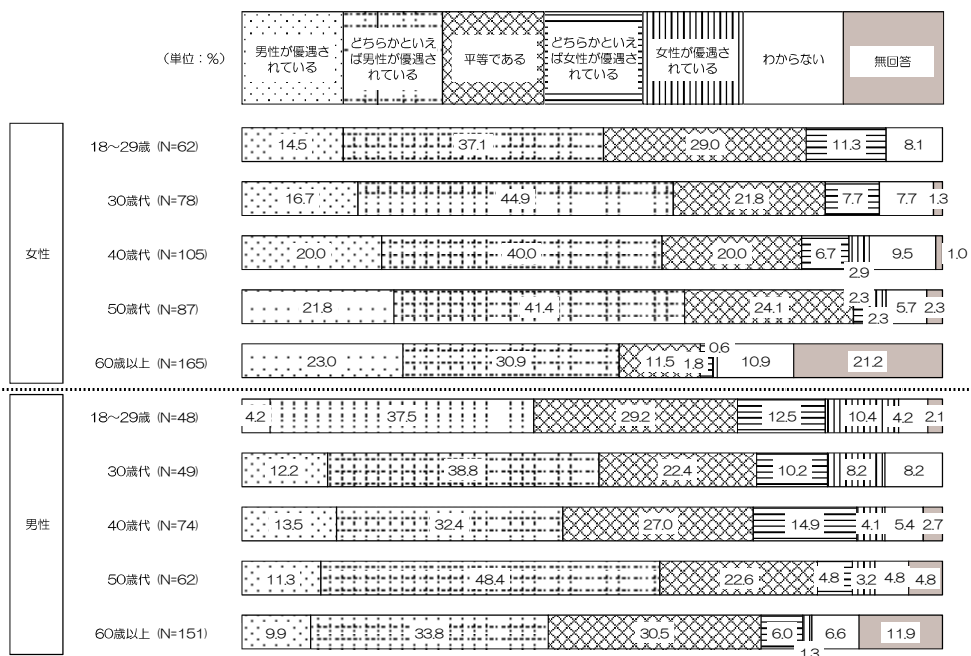 （単位：%）
男性が優遇さ
れている
どちらかといえ
ば男性が優遇さ
れている
平等である
どちらかといえ
ば女性が優遇さ
れている
女性が優遇さ
れている
わからない
無回答
女性
18～29歳 (N=62) 14.5 37.1 29.0 11.3 8.1
30歳代 (N=78) 16.7 44.9 21.8 7.7 7.7 1.3
40歳代 (N=105) 20.0 40.0 20.0 6.7 2.9 9.5 1.0
50歳代 (N=87) 21.8 41.4 24.1 2.3 2.3 5.7 2.3
60歳以上 (N=165) 23.0 30.9 11.5 1.8 0.6 10.9 21.2
男性
18～29歳 (N=48) 4.2 37.5 29.2 12.5 10.4 4.2 2.1
30歳代 (N=49) 12.2 38.8 22.4 10.2 8.2 8.2
40歳代 (N=74) 13.5 32.4 27.0 14.9 4.1 5.4 2.7
50歳代 (N=62) 11.3 48.4 22.6 4.8 3.2 4.8 4.8
60歳以上 (N=151) 9.9 33.8 30.5 6.0 1.3 6.6 11.9